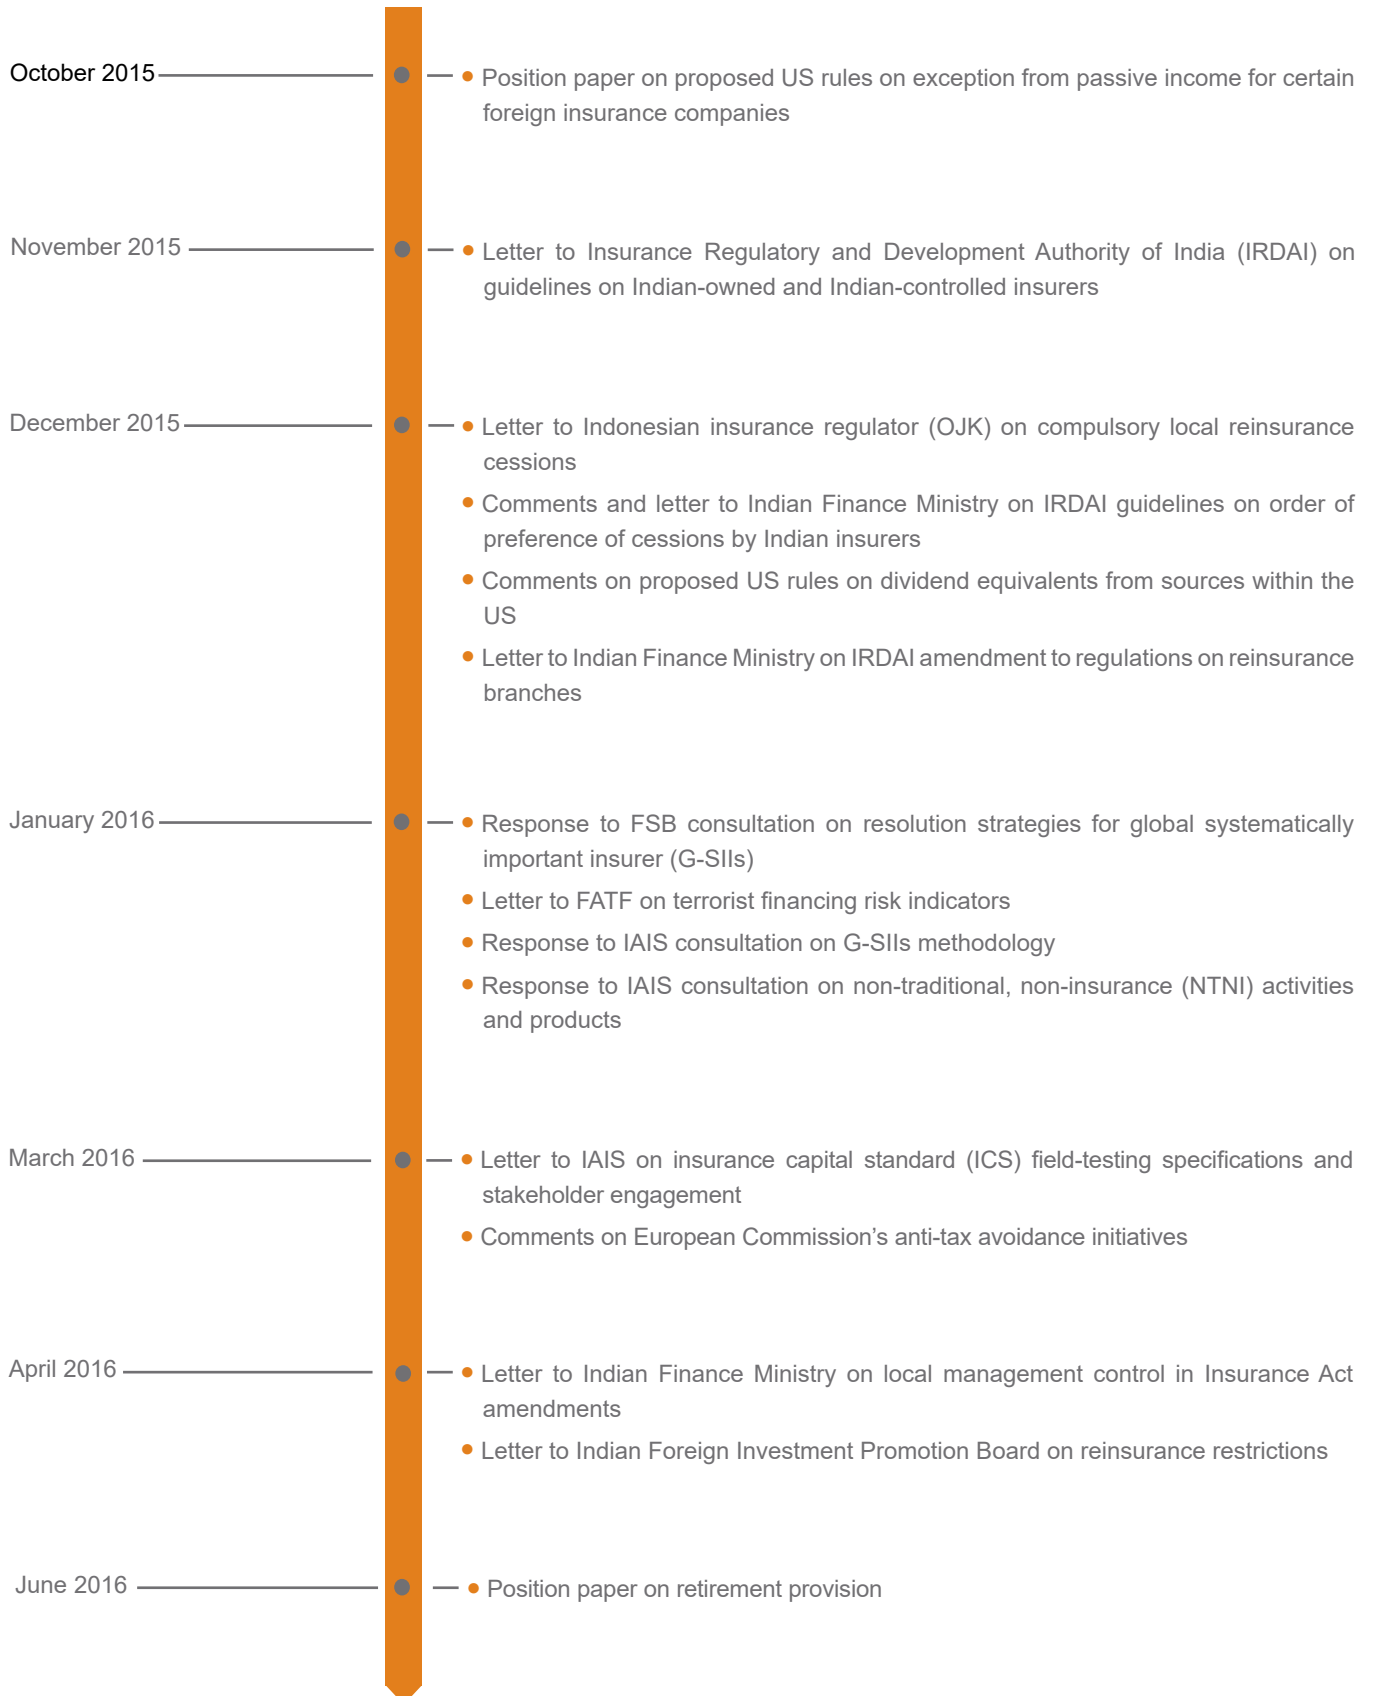 October 2015
• Position paper on proposed US rules on exception from passive income for certain
foreign insurance companies
November 2015
• Letter to Insurance Regulatory and Development Authority of India (IRDAI) on
guidelines on Indian-owned and Indian-controlled insurers
December 2015
• Letter to Indonesian insurance regulator (OJK) on compulsory local reinsurance
cessions
• Comments and letter to Indian Finance Ministry on IRDAI guidelines on order of
preference of cessions by Indian insurers
• Comments on proposed US rules on dividend equivalents from sources within the
US
• Letter to Indian Finance Ministry on IRDAI amendment to regulations on reinsurance
branches
January 2016
• Response to FSB consultation on resolution strategies for global systematically
important insurer (G-SIIs)
• Letter to FATF on terrorist financing risk indicators
• Response to IAIS consultation on G-SIIs methodology
• Response to IAIS consultation on non-traditional, non-insurance (NTNI) activities
and products
March 2016
• Letter to IAIS on insurance capital standard (ICS) field-testing specifications and
stakeholder engagement
• Comments on European Commission’s anti-tax avoidance initiatives
April 2016
• Letter to Indian Finance Ministry on local management control in Insurance Act
amendments
• Letter to Indian Foreign Investment Promotion Board on reinsurance restrictions
June 2016
• Position paper on retirement provision